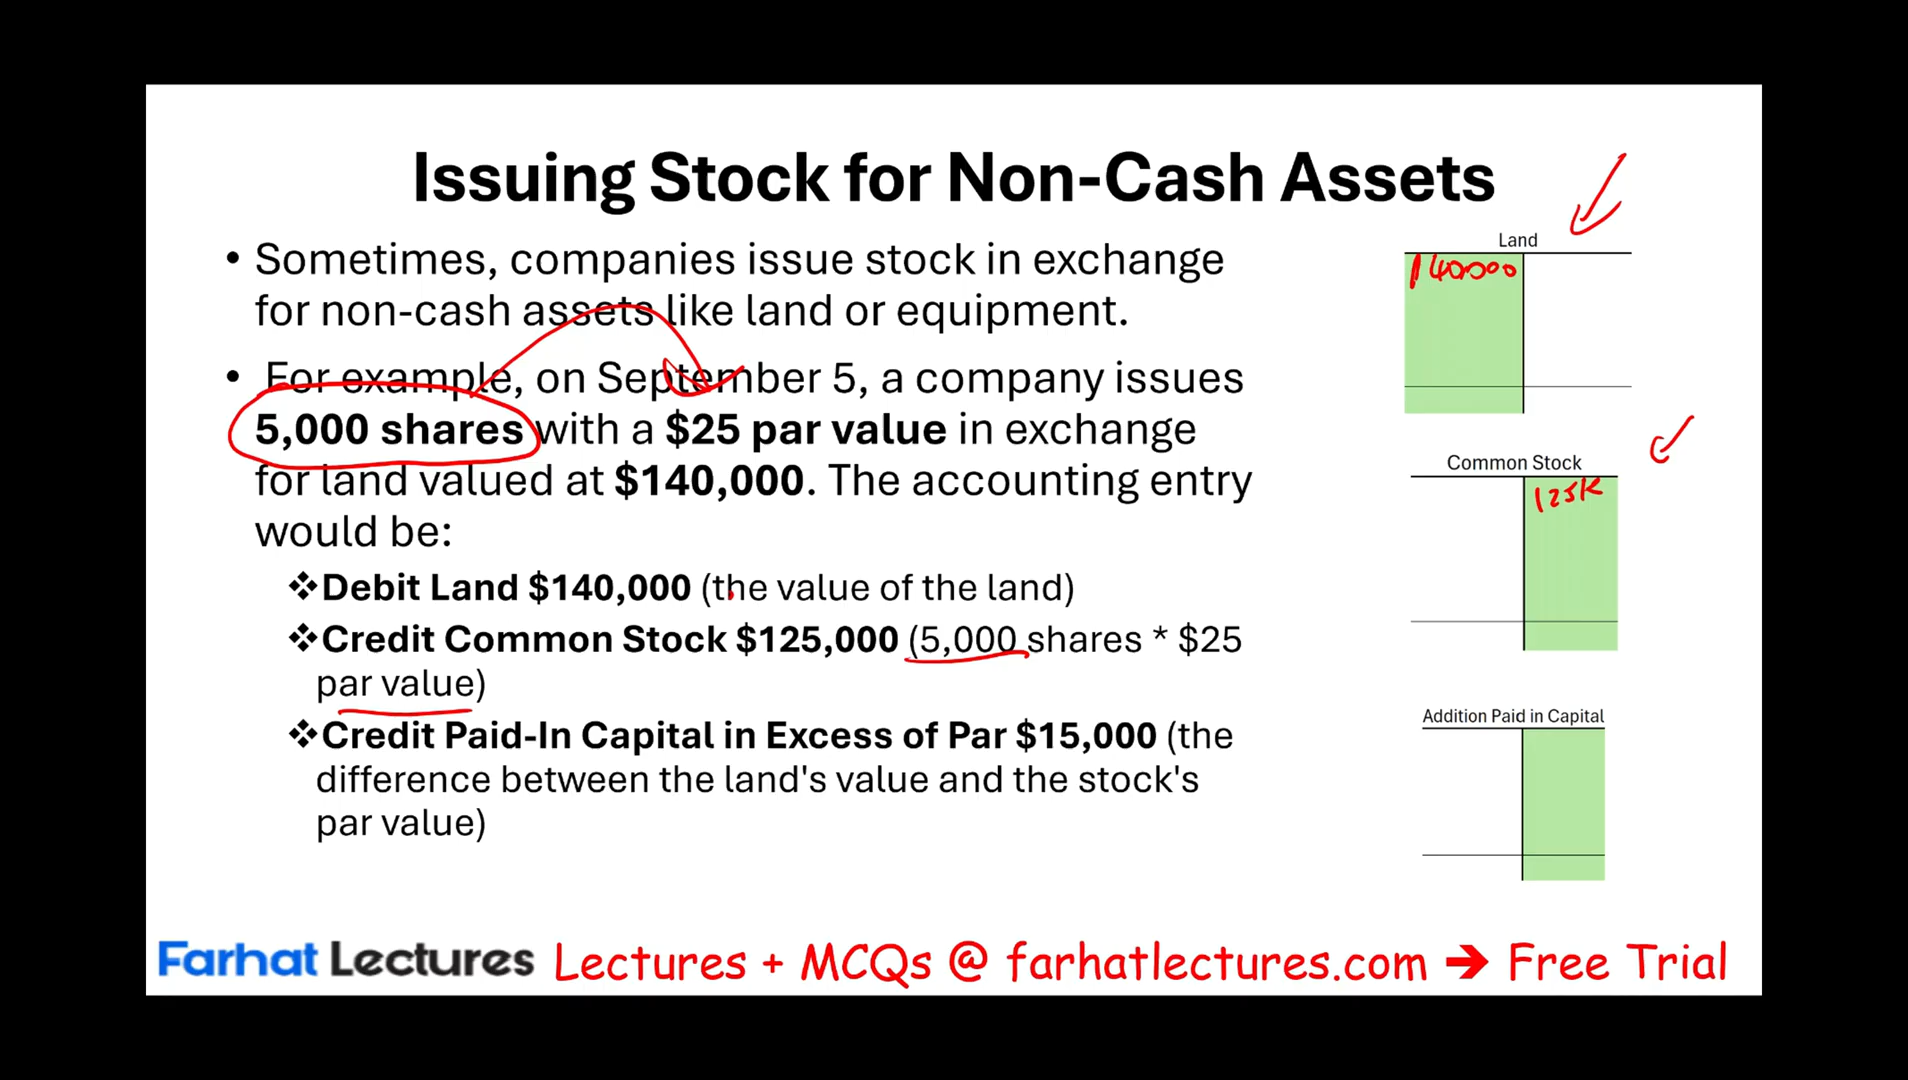 Issuing Stock for Non-Cash Assets
• Sometimes, companies issue stock in exchange
for non-cash assets like land or equipment.
• For example, on September 5, a company issues
5,000 shares with a $25 par value in exchange
for land valued at $140,000. The accounting entry
would be:
❖Debit Land $140,000 (the value of the land)
❖Credit Common Stock $125,000 (5,000 shares * $25
par value)
❖Credit Paid-In Capital in Excess of Par $15,000 (the
difference between the land's value and the stock's
par value)
Land
140,000
Common Stock
125K
Addition Paid in Capital
Farhat Lectures Lectures + MCQs @ farhatlectures.com ➔ Free Trial